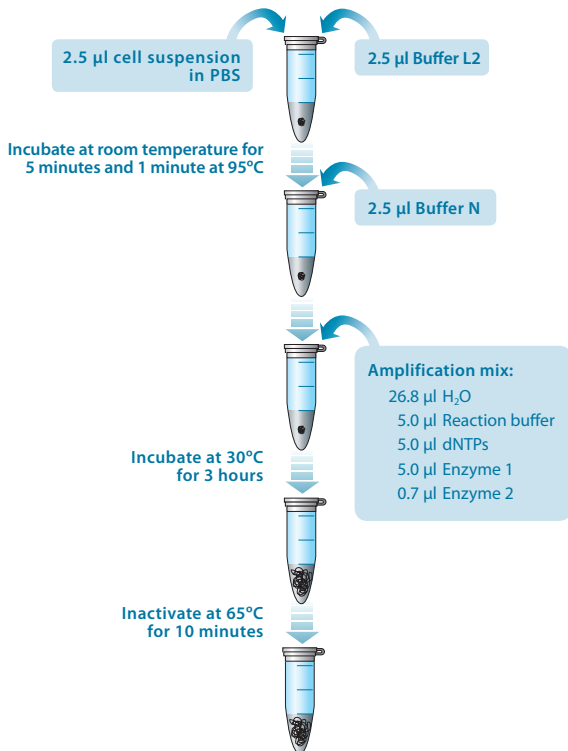 2.5 µl cell suspension
in PBS
2.5 µl Buffer L2
Incubate at room temperature for
5 minutes and 1 minute at 95ºC
2.5 µl Buffer N
Amplification mix:
26.8 µl H₂O
5.0 µl Reaction buffer
5.0 µl dNTPs
5.0 µl Enzyme 1
0.7 µl Enzyme 2
Incubate at 30ºC
for 3 hours
Inactivate at 65ºC
for 10 minutes